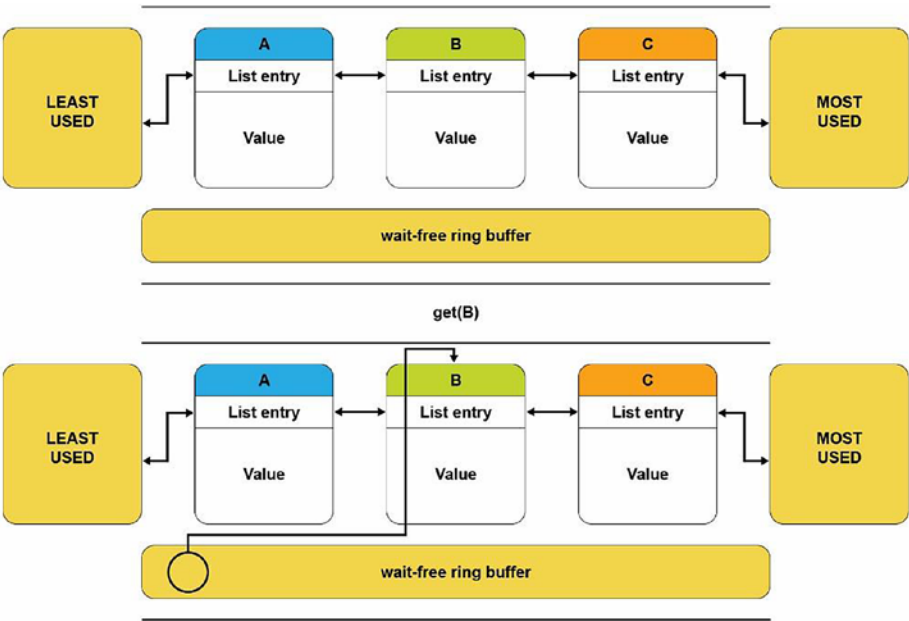 A
B
C
LEAST
USED
List entry
List entry
List entry
MOST
USED
Value
Value
Value
wait-free ring buffer
get(B)
A
B
C
LEAST
USED
List entry
List entry
List entry
MOST
USED
Value
Value
Value
wait-free ring buffer